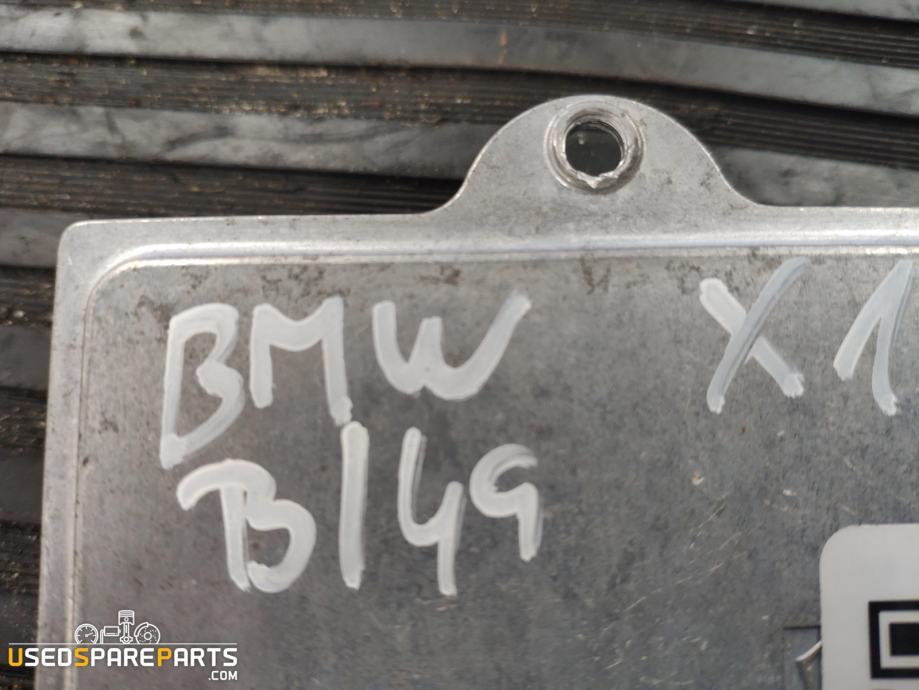 BMW X1
B149
USEDSPAREPARTS
.COM